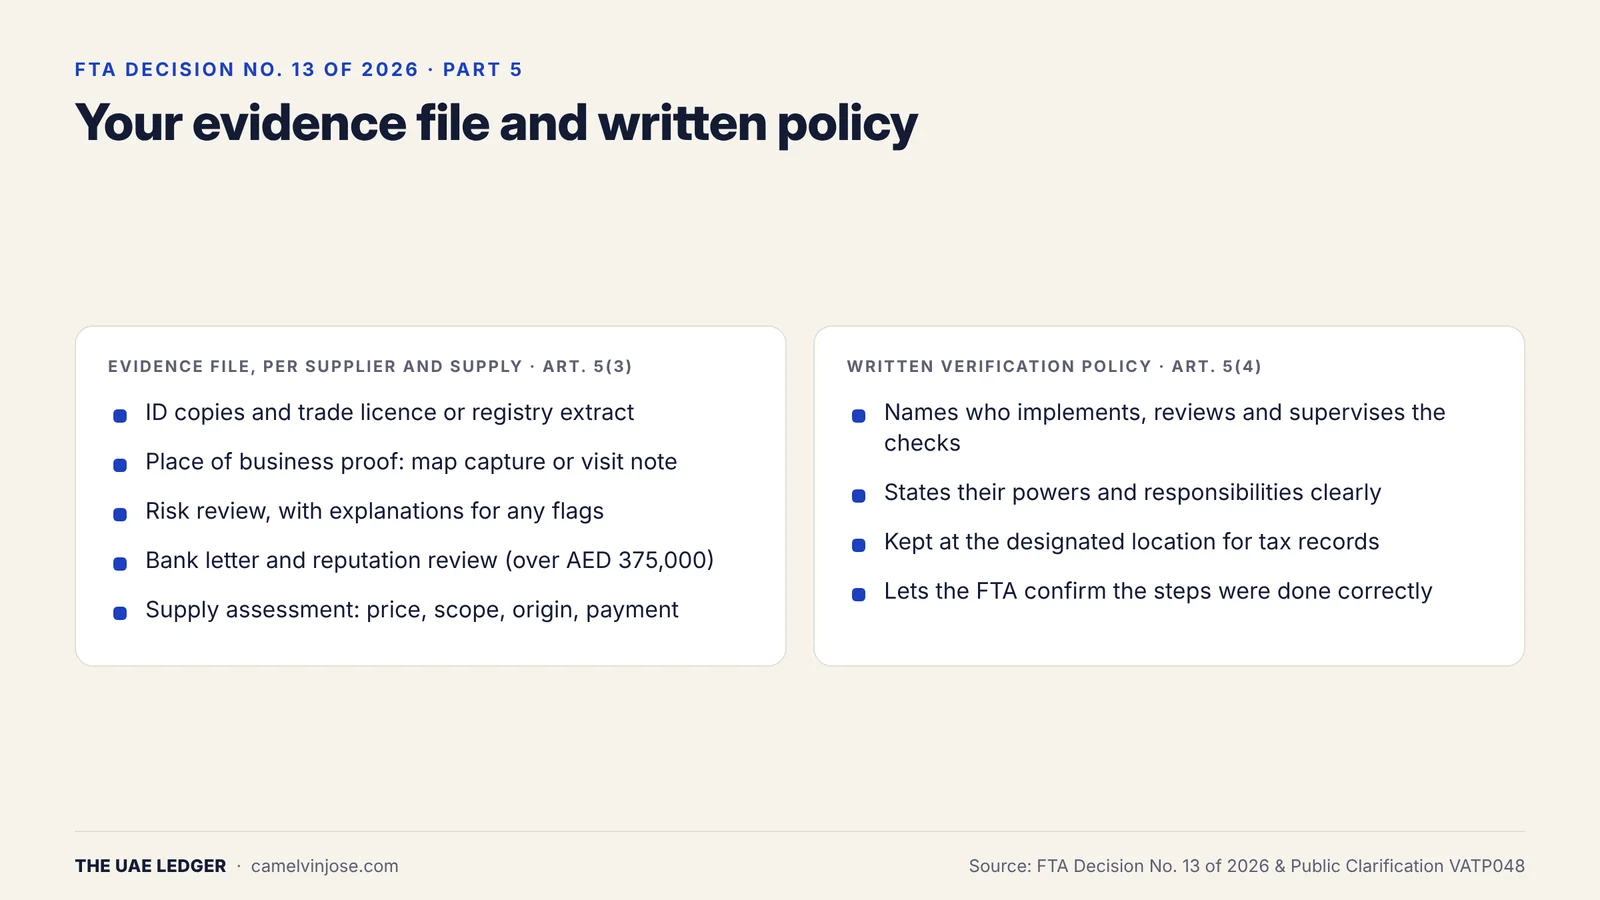 FTA DECISION NO. 13 OF 2026 · PART 5
Your evidence file and written policy
EVIDENCE FILE, PER SUPPLIER AND SUPPLY · ART. 5(3)
ID copies and trade licence or registry extract
Place of business proof: map capture or visit note
Risk review, with explanations for any flags
Bank letter and reputation review (over AED 375,000)
Supply assessment: price, scope, origin, payment
WRITTEN VERIFICATION POLICY · ART. 5(4)
Names who implements, reviews and supervises the
checks
States their powers and responsibilities clearly
Kept at the designated location for tax records
Lets the FTA confirm the steps were done correctly
THE UAE LEDGER · camelvinjose.com
Source: FTA Decision No. 13 of 2026 & Public Clarification VATP048